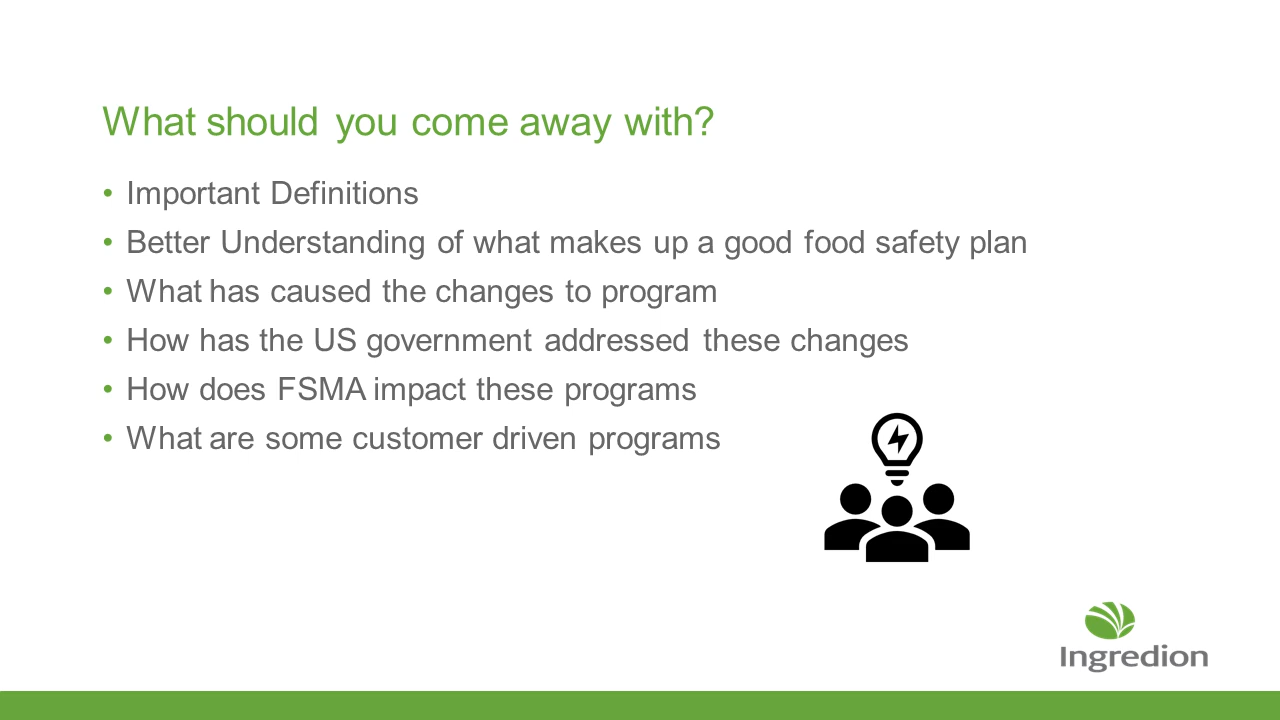 What should you come away with?
• Important Definitions
• Better Understanding of what makes up a good food safety plan
• What has caused the changes to program
• How has the US government addressed these changes
• How does FSMA impact these programs
• What are some customer driven programs
Ingredion